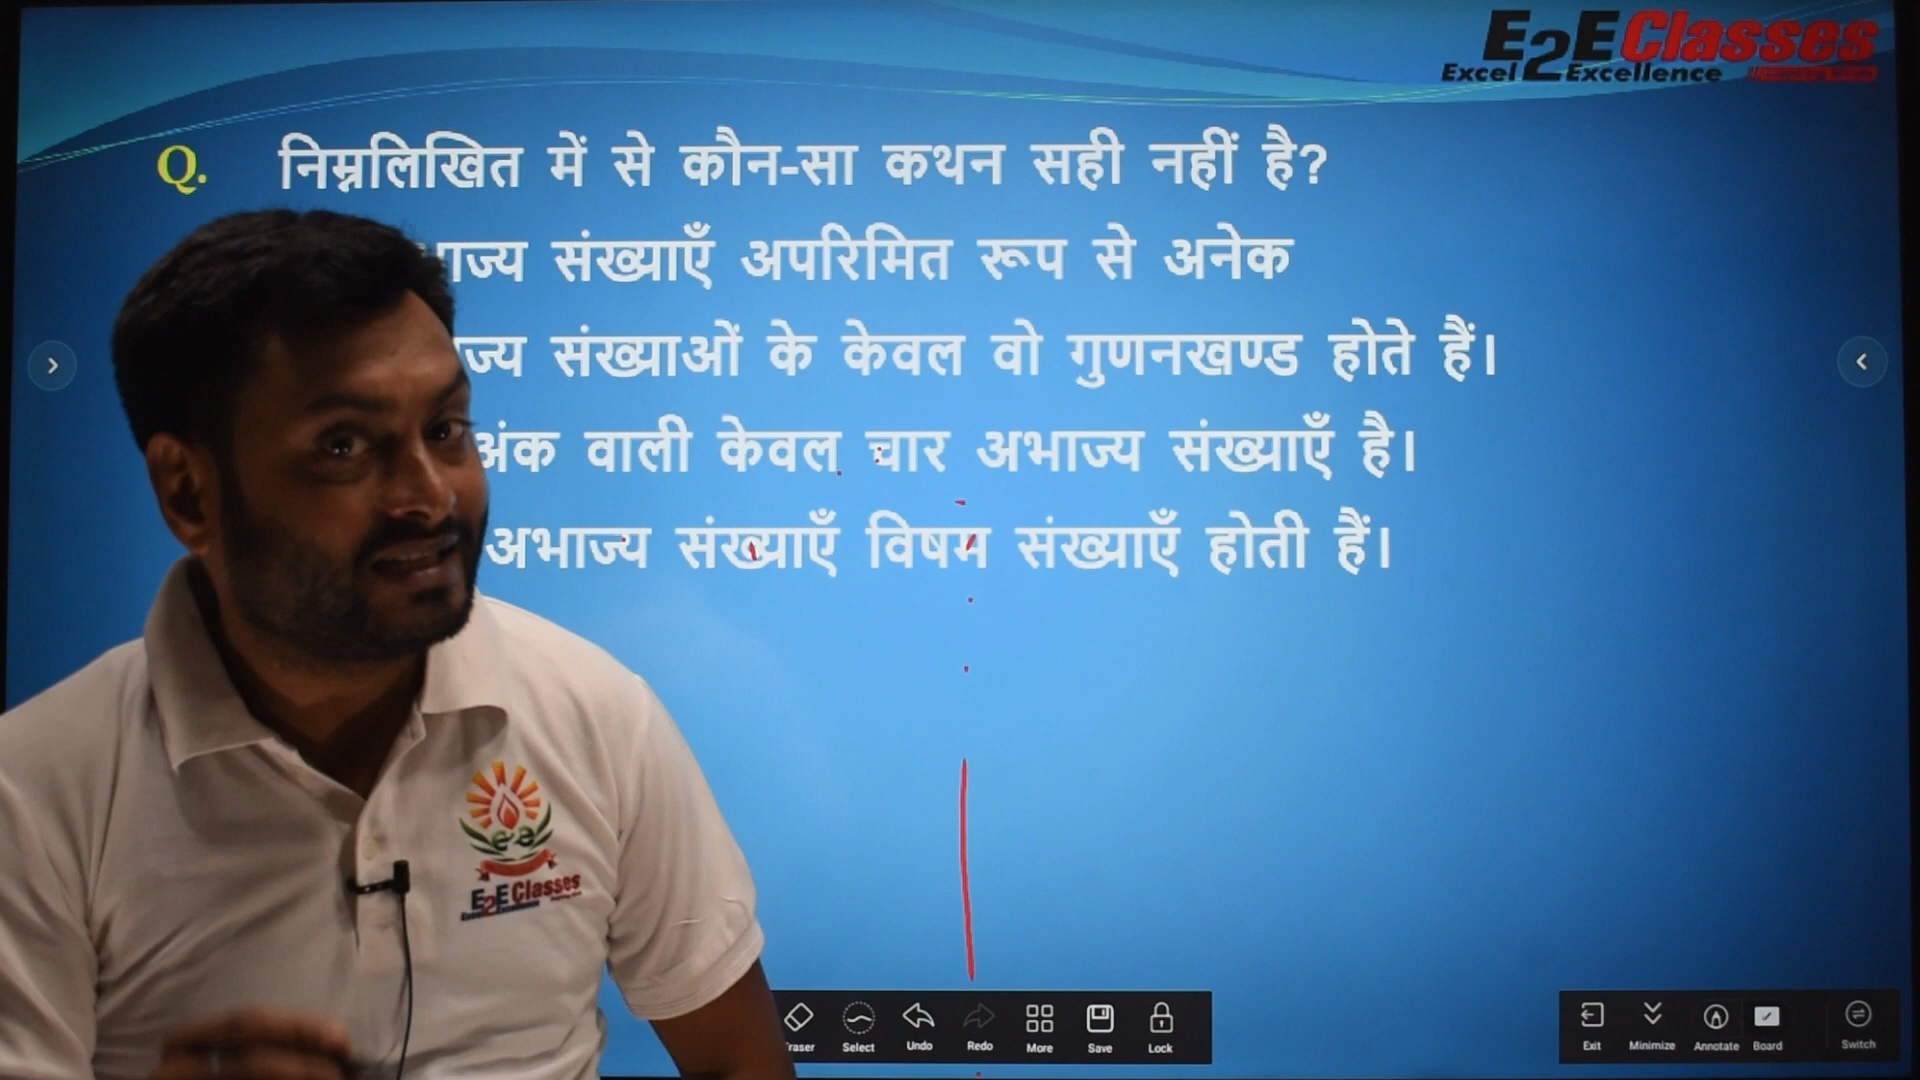 E2E Classes
Excel 2 Excellence
Q. निम्नलिखित में से कौन-सा कथन सही नहीं है?
संख्याएँ अपरिमित रूप से अनेक
संख्याओं के केवल वो गुणनखण्ड होते हैं।
अंक वाली केवल चार अभाज्य संख्याएँ है।
अभाज्य संख्याएँ विषम संख्याएँ होती हैं।
E2E Classes
Select Undo Redo More Save Lock
Exit Minimize Annotate Board Switch